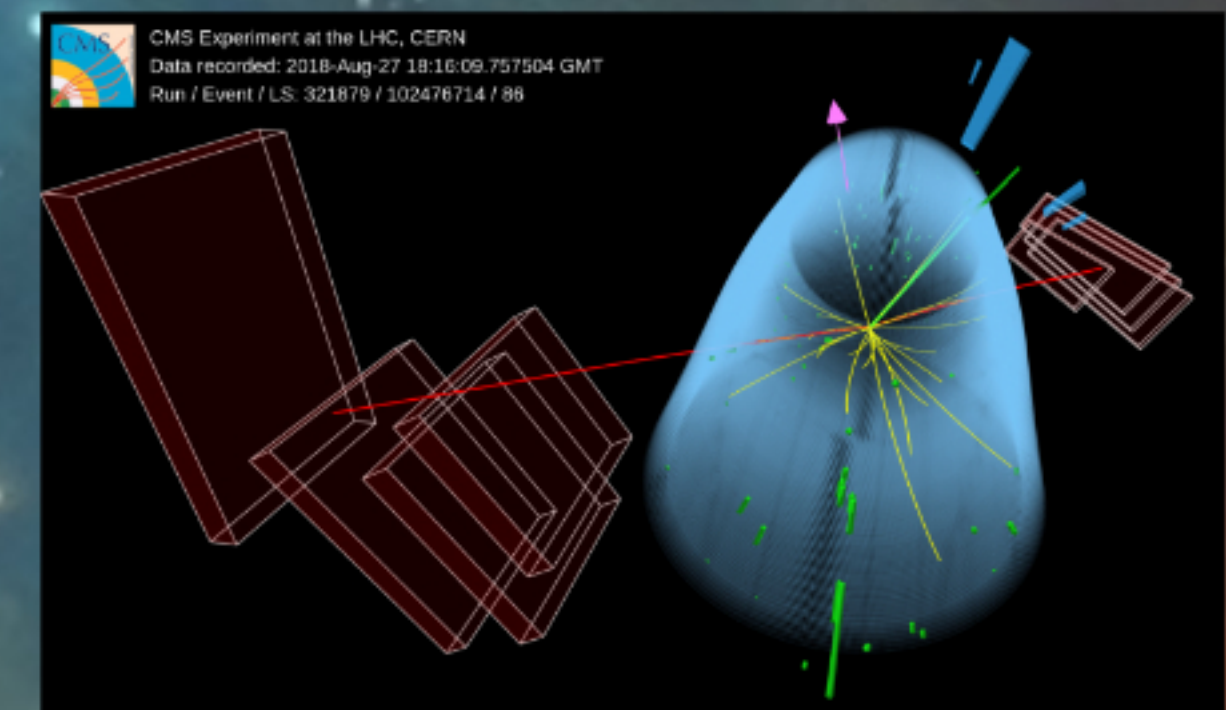 CMS
CMS Experiment at the LHC, CERN
Data recorded: 2018-Aug-27 18:16:09.757504 GMT
Run / Event / LS: 321879 / 102476714 / 86